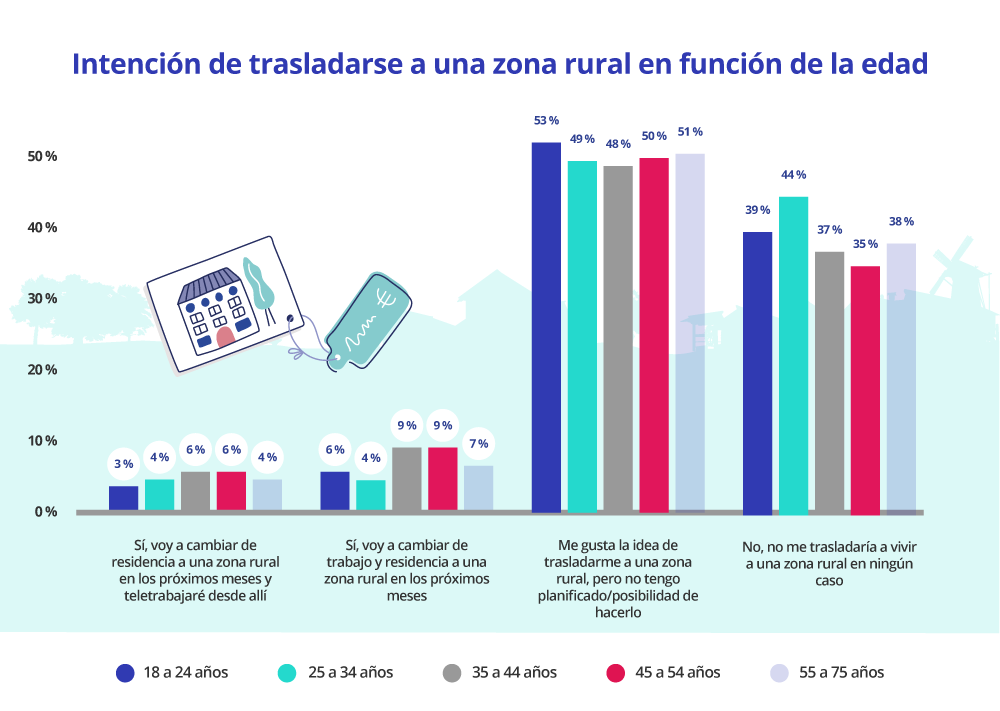 Intención de trasladarse a una zona rural en función de la edad
50 %
40 %
30 %
20 %
10 %
0 %
3 %
4 %
6 %
6 %
4 %
6 %
4 %
9 %
9 %
7 %
53 %
49 %
48 %
50 %
51 %
39 %
44 %
37 %
35 %
38 %
€
Sí, voy a cambiar de
residencia a una zona rural
en los próximos meses y
teletrabajaré desde allí
Sí, voy a cambiar de
trabajo y residencia a una
zona rural en los próximos
meses
Me gusta la idea de
trasladarme a una zona
rural, pero no tengo
planificado/posibilidad de
hacerlo
No, no me trasladaría a vivir
a una zona rural en ningún
caso
18 a 24 años
25 a 34 años
35 a 44 años
45 a 54 años
55 a 75 años